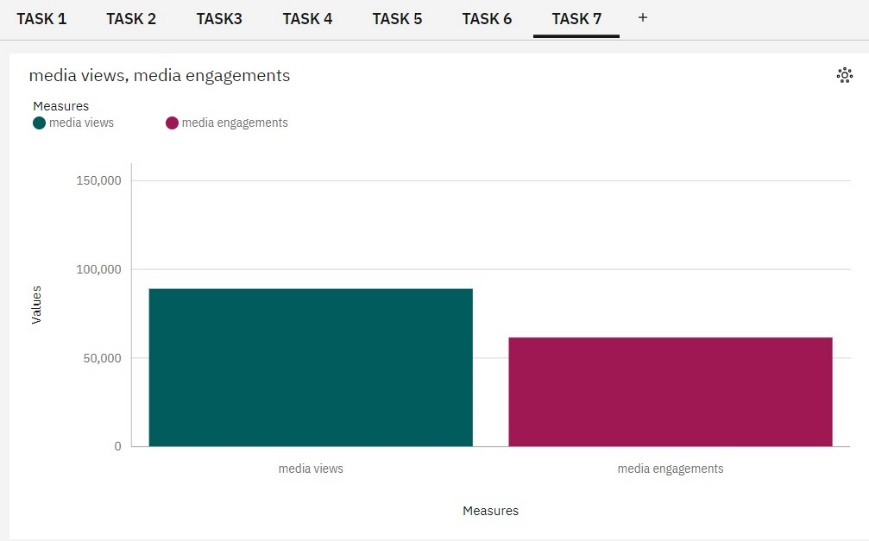 TASK 1 TASK 2 TASK3 TASK 4 TASK 5 TASK 6 TASK 7 +
media views, media engagements
Measures
media views media engagements
150,000
100,000
50,000
0
Values
media views media engagements
Measures